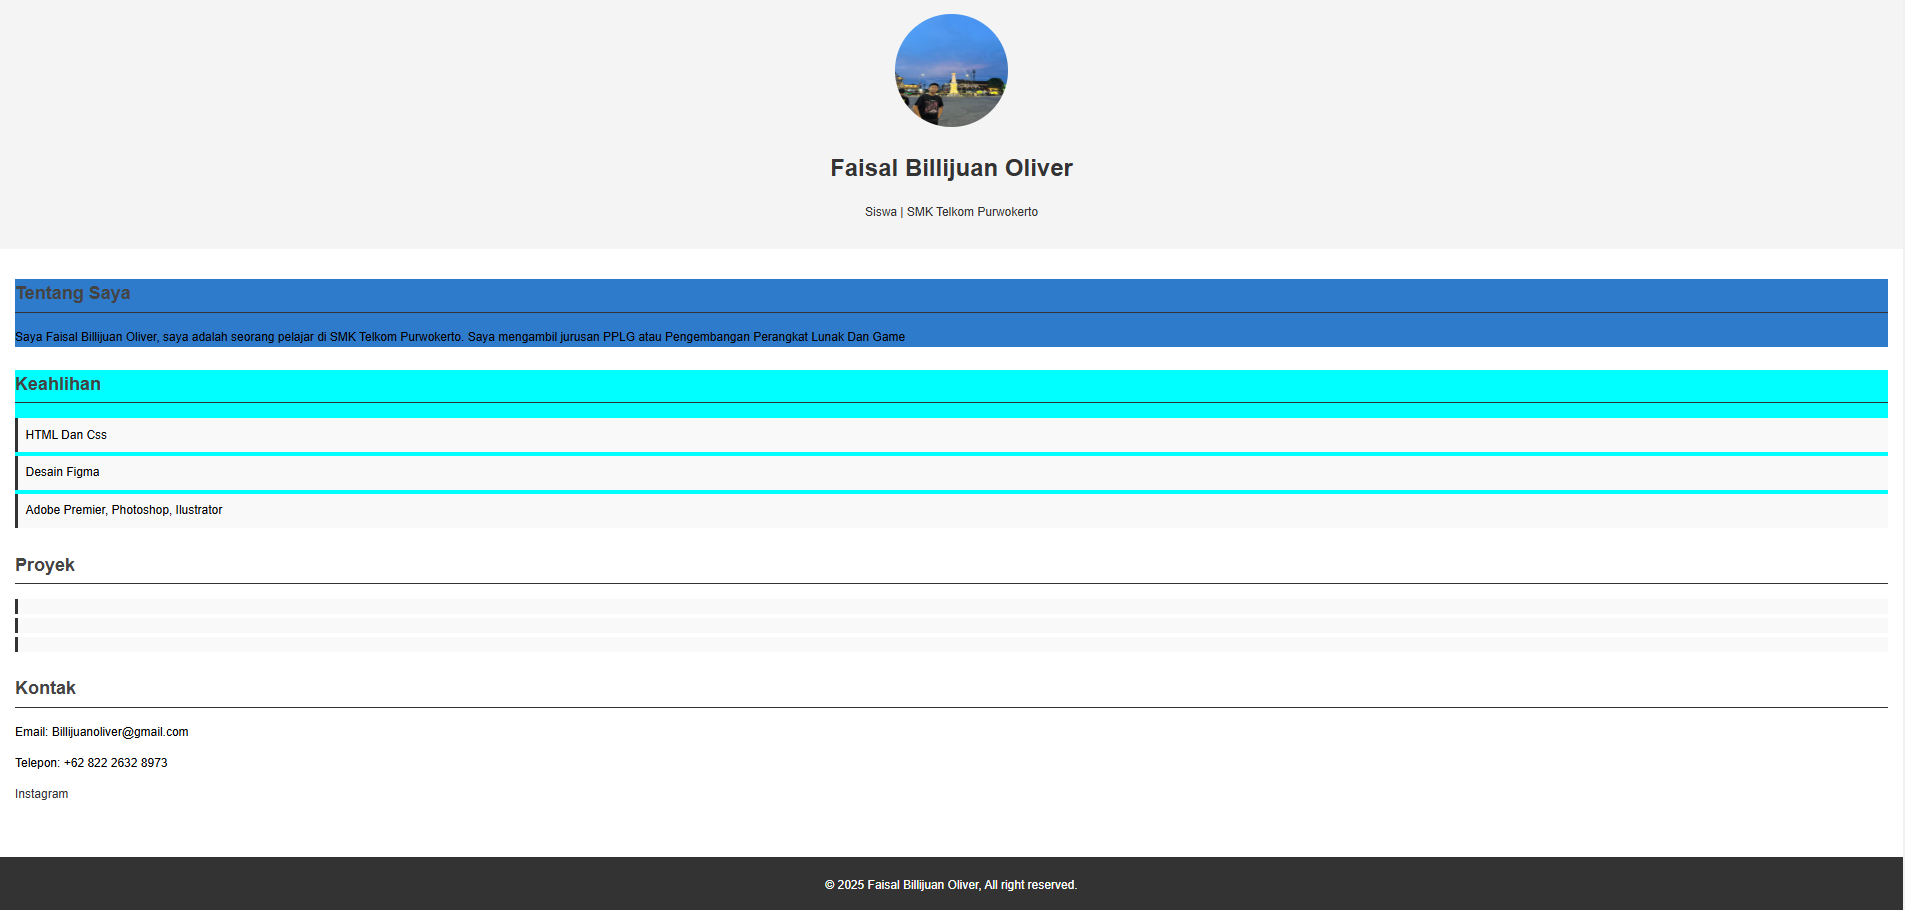 Faisal Billijuan Oliver
Siswa | SMK Telkom Purwokerto
Tentang Saya
Saya Faisal Billijuan Oliver, saya adalah seorang pelajar di SMK Telkom Purwokerto. Saya mengambil jurusan PPLG atau Pengembangan Perangkat Lunak Dan Game
Keahlihan
HTML Dan Css
Desain Figma
Adobe Premier, Photoshop, Ilustrator
Proyek
Kontak
Email: Billijuanoliver@gmail.com
Telepon: +62 822 2632 8973
Instagram
© 2025 Faisal Billijuan Oliver, All right reserved.